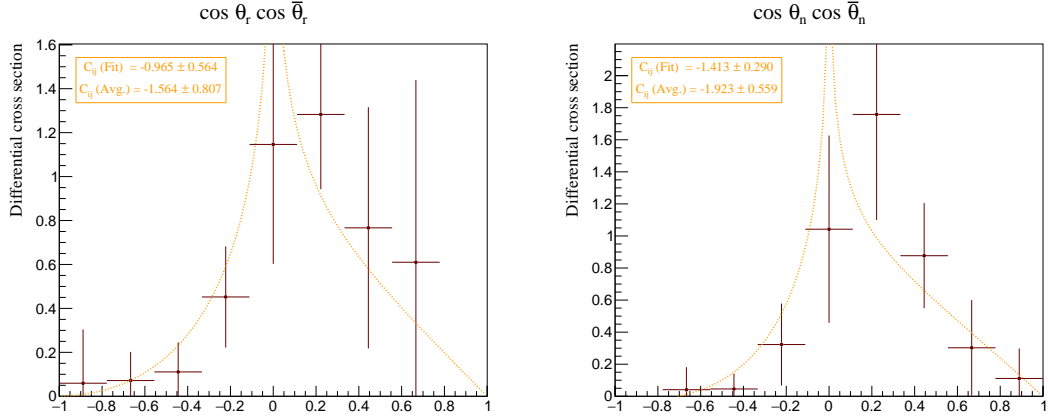 cos θr cos θ̄r
Differential cross section
Cij (Fit) = -0.965 ± 0.564
Cij (Avg.) = -1.564 ± 0.807
1.6
1.4
1.2
1
0.8
0.6
0.4
0.2
0
−1 −0.8 −0.6 −0.4 −0.2 0 0.2 0.4 0.6 0.8 1
cos θn cos θ̄n
Differential cross section
Cij (Fit) = -1.413 ± 0.290
Cij (Avg.) = -1.923 ± 0.559
2
1.8
1.6
1.4
1.2
1
0.8
0.6
0.4
0.2
0
−1 −0.8 −0.6 −0.4 −0.2 0 0.2 0.4 0.6 0.8 1